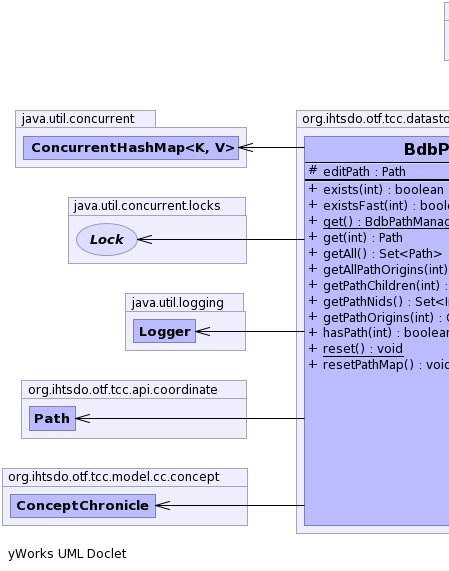 java.util.concurrent
ConcurrentHashMap<K, V>
java.util.concurrent.locks
Lock
java.util.logging
Logger
org.ihtsdo.otf.tcc.api.coordinate
Path
org.ihtsdo.otf.tcc.model.cc.concept
ConceptChronicle
org.ihtsdo.otf.tcc.datasto
BdbP
# editPath : Path
+ exists(int) : boolean
+ existsFast(int) : bool
+ get() : BdbPathManag
+ get(int) : Path
+ getAll() : Set<Path>
+ getAllPathOrigins(int)
+ getPathChildren(int) :
+ getPathNids() : Set<I
+ getPathOrigins(int) :
+ hasPath(int) : boolean
+ reset() : void
+ resetPathMap() : void
yWorks UML Doclet